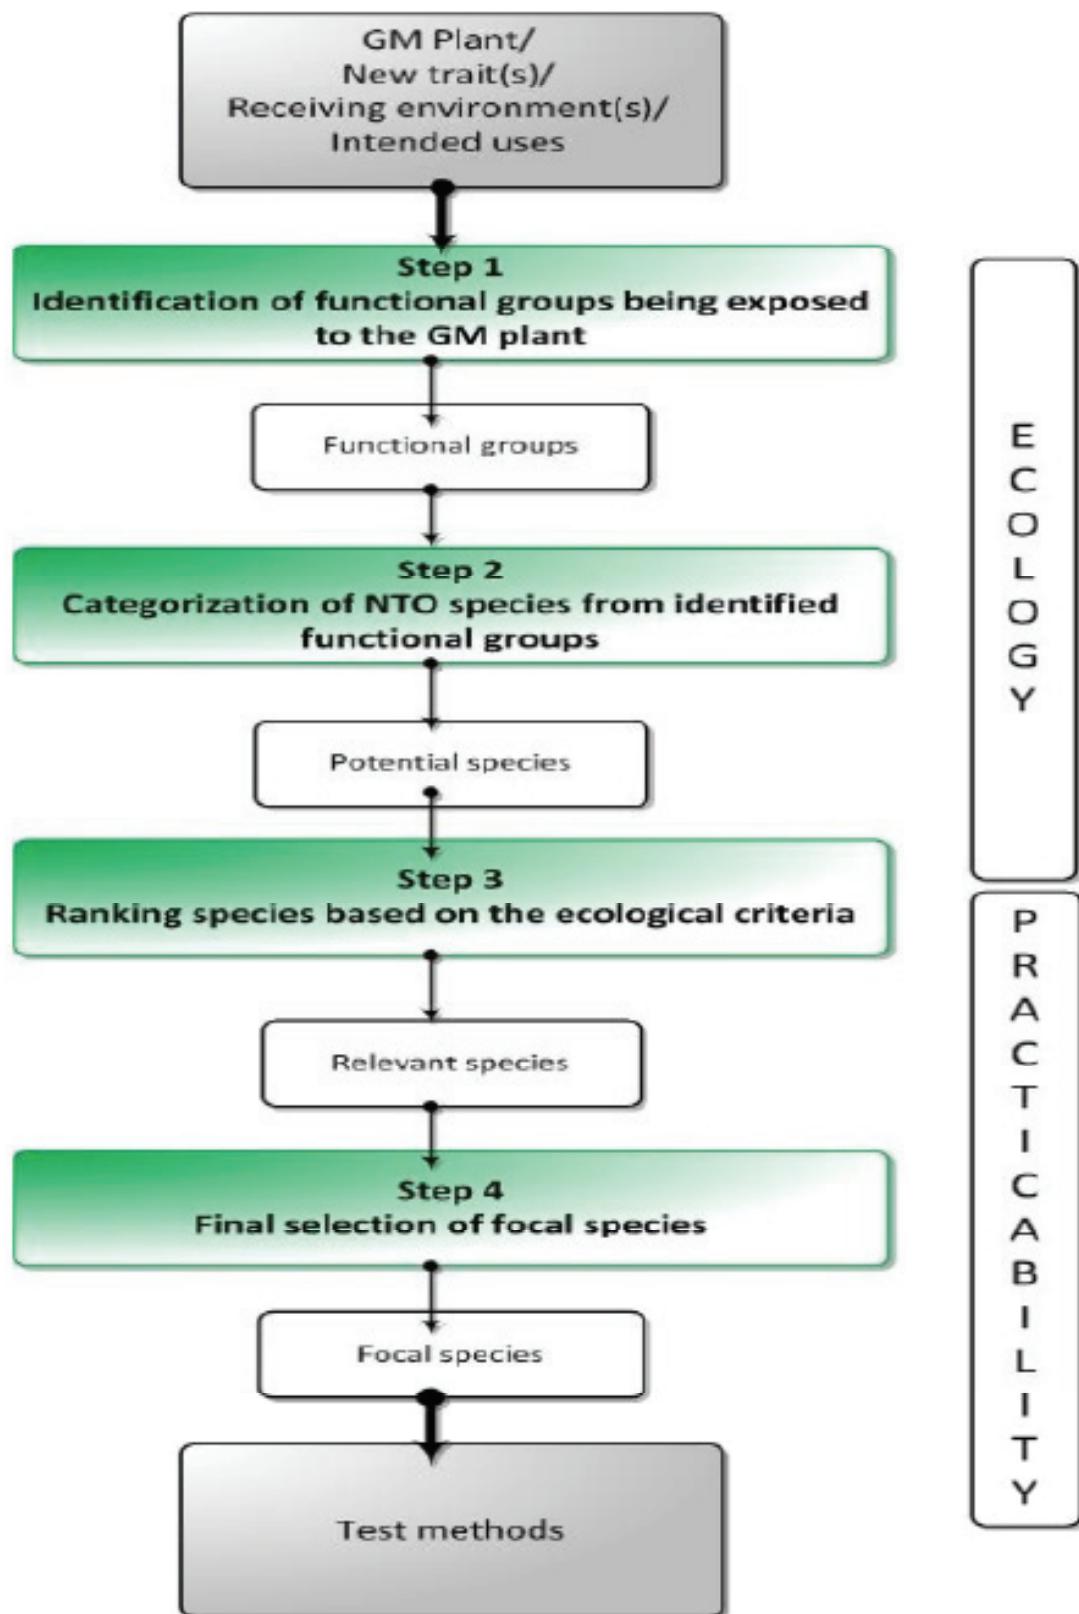 GM Plant/
New trait(s)/
Receiving environment(s)/
Intended uses
Step 1
Identification of functional groups being exposed
to the GM plant
Functional groups
Step 2
Categorization of NTO species from identified
functional groups
Potential species
Step 3
Ranking species based on the ecological criteria
Relevant species
Step 4
Final selection of focal species
Focal species
Test methods
ECOLOGY
PRACTICABILITY